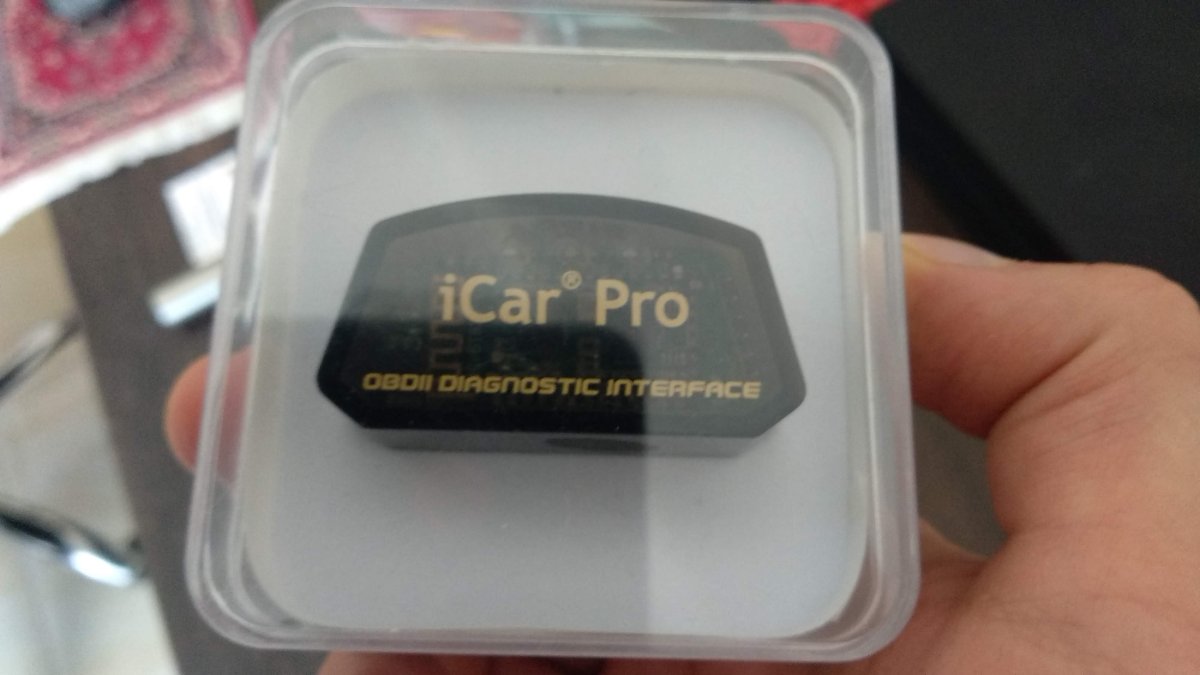 iCar® Pro
OBDII DIAGNOSTIC INTERFACE